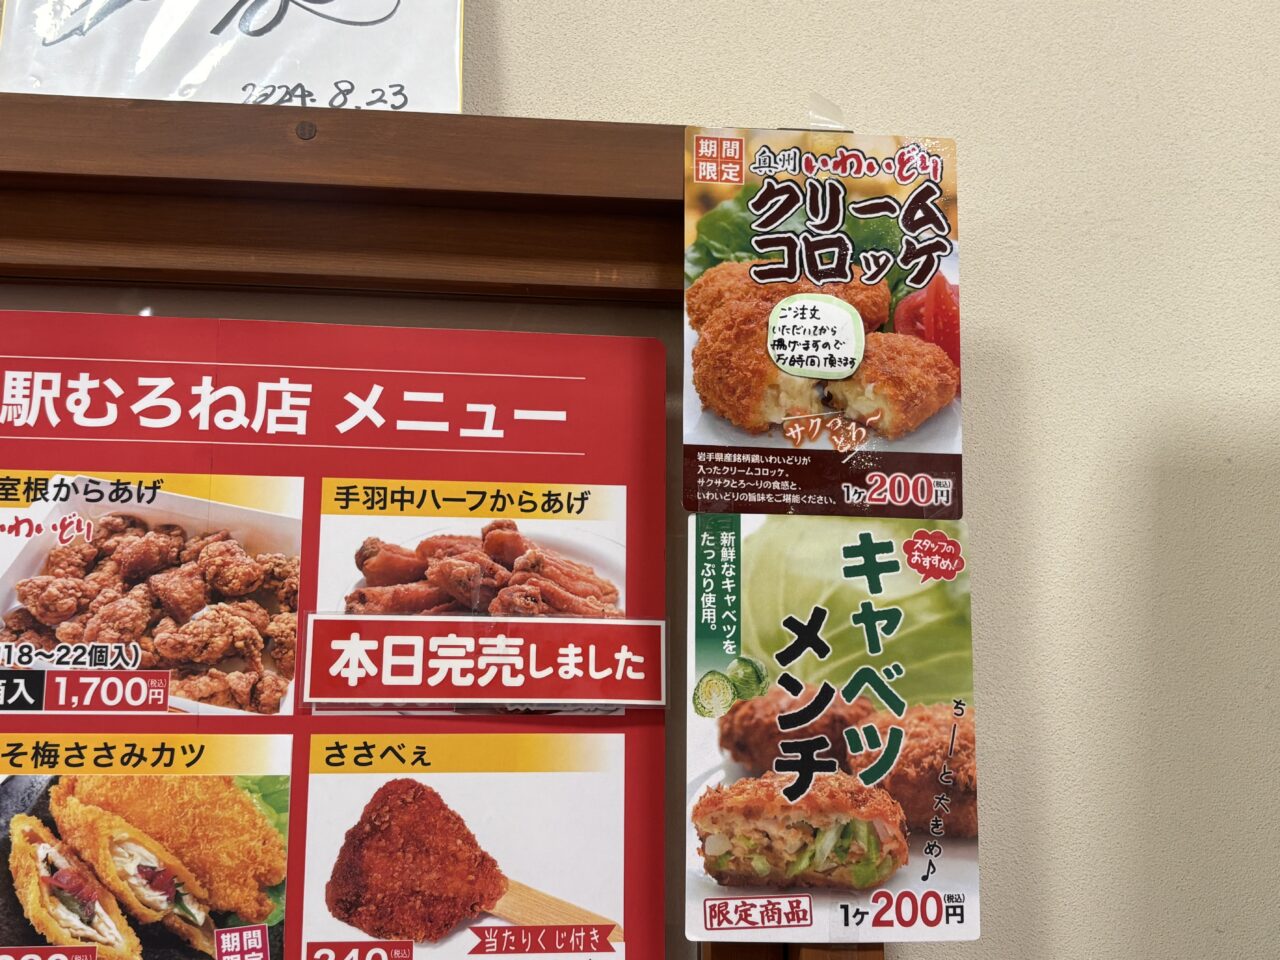 2024.8.23
期間
限定
奥州いわいどり
クリーム
コロッケ
ご注文
いただいてから
揚げますので
お時間頂きます
サクっ
とろ〜
岩手県産銘柄鶏いわいどりが
入ったクリームコロッケ。
サクサクとろ〜りの食感と、
いわいどりの旨味をご堪能ください。
1ヶ200円(税込)
駅むろね店 メニュー
室根からあげ
いわいどり
18〜22個入)
箱入 1,700円(税込)
手羽中ハーフからあげ
本日完売しました
そ梅ささみカツ
期間
ささべぇ
当たりくじ付き
240(税込)
新鮮なキャベツを
たっぷり使用。
キャベツ
メンチ
スタッフの
おすすめ!
ちーと大きめ♪
限定商品
1ヶ200円(税込)